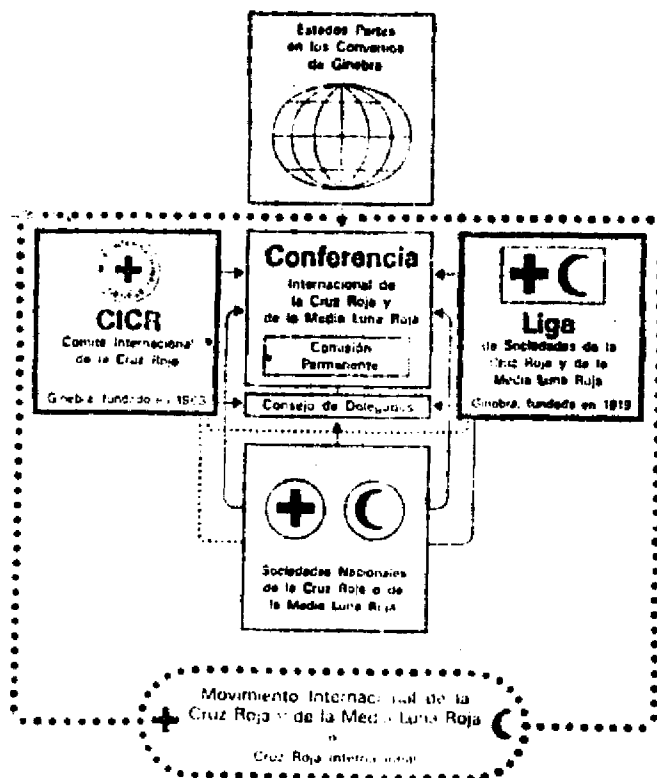 Estados Partes
en los Convenios
de Ginebra
CICR
Comité Internacional
de la Cruz Roja
Ginebra, fundado en 1863
Conferencia
Internacional de
la Cruz Roja y
de la Media Luna Roja
Comisión
Permanente
Consejo de Delegados
Liga
de Sociedades de la
Cruz Roja y de la
Media Luna Roja
Ginebra, fundada en 1919
Sociedades Nacionales
de la Cruz Roja o de
la Media Luna Roja
Movimiento Internacional de la
Cruz Roja y de la Media Luna Roja
o
Cruz Roja Internacional